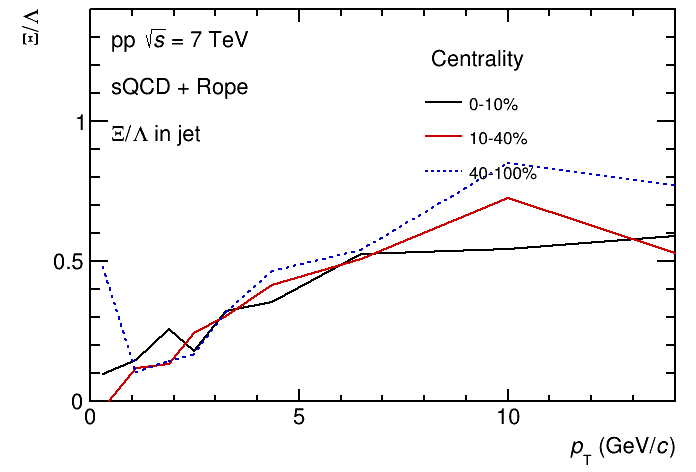 Ξ/Λ
pp √s = 7 TeV
sQCD + Rope
Ξ/Λ in jet
Centrality
0-10%
10-40%
40-100%
1
0.5
0
0 5 10
pT (GeV/c)